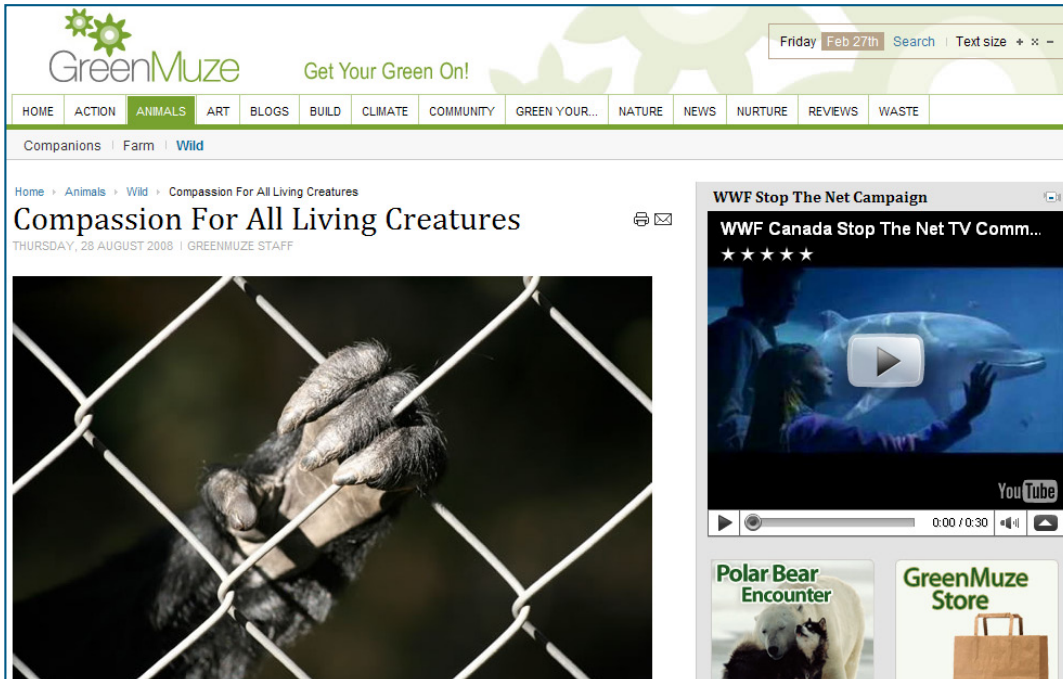 GreenMuze
Get Your Green On!
Friday Feb 27th Search Text size + × -
HOME ACTION ANIMALS ART BLOGS BUILD CLIMATE COMMUNITY GREEN YOUR... NATURE NEWS NURTURE REVIEWS WASTE
Companions Farm Wild
Home Animals Wild Compassion For All Living Creatures
Compassion For All Living Creatures
THURSDAY, 28 AUGUST 2008 | GREENMUZE STAFF
WWF Stop The Net Campaign
WWF Canada Stop The Net TV Comm...
YouTube
0:00 / 0:30
Polar Bear
Encounter
GreenMuze
Store